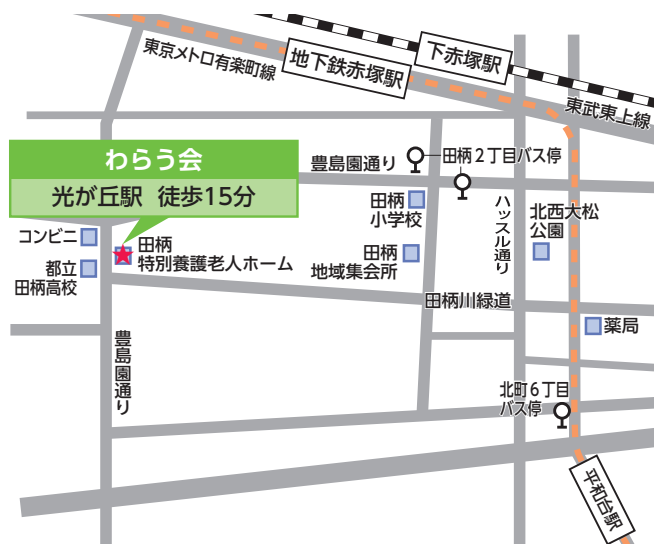 下赤塚駅
地下鉄赤塚駅
東京メトロ有楽町線
東武東上線
わらう会
光が丘駅 徒歩15分
豊島園通り
田柄2丁目バス停
田柄
小学校
ハッスル通り
北西大松
公園
コンビニ
田柄
特別養護老人ホーム
都立
田柄高校
田柄
地域集会所
田柄川緑道
薬局
豊島園通り
北町6丁目
バス停
平和台駅